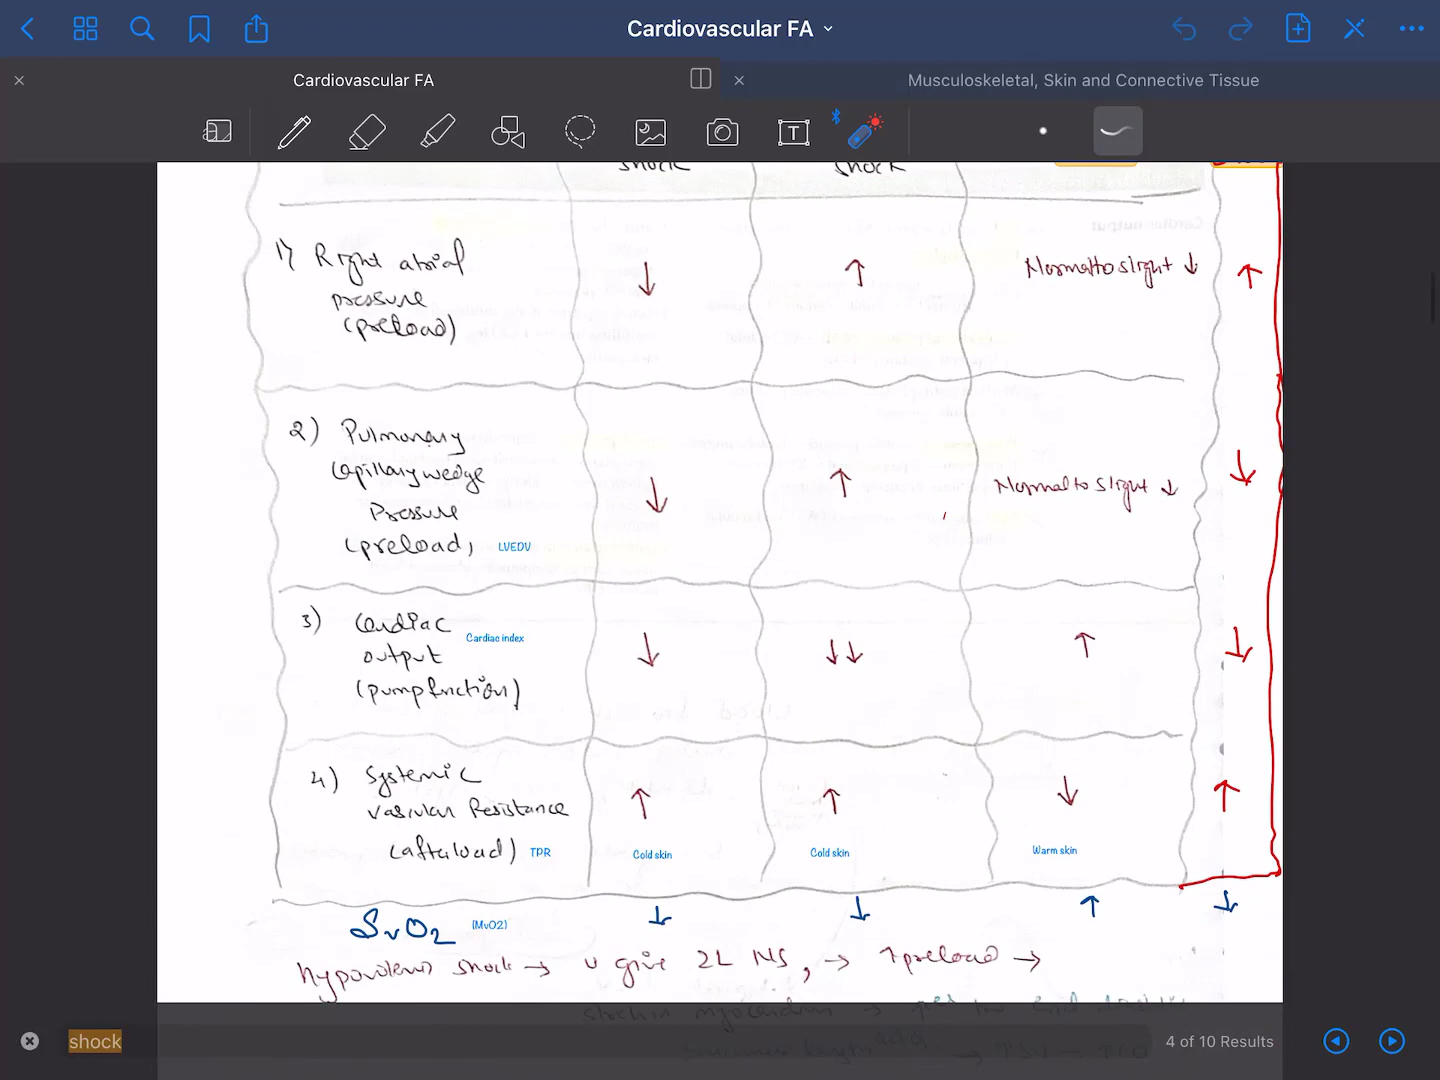 Cardiovascular FA
Cardiovascular FA
Musculoskeletal, Skin and Connective Tissue
shock shock
1) Right atrial
pressure
(preload)
↓ ↑ Normal to slight ↓ ↑
2) Pulmonary
Capillary wedge
Pressure
(preload)
LVEDV
↓ ↑ Normal to slight ↓ ↓
3) Cardiac
output
(pump function)
Cardiac index
↓ ↓↓ ↑ ↓
4) Systemic
vascular Resistance
(afterload) TPR
↑ ↑ ↓ ↑
Cold skin Cold skin Warm skin
SvO2 (MvO2) ↓ ↓ ↑ ↓
hypovolemic shock → u give 2L NS, → ↑preload →
shock
4 of 10 Results